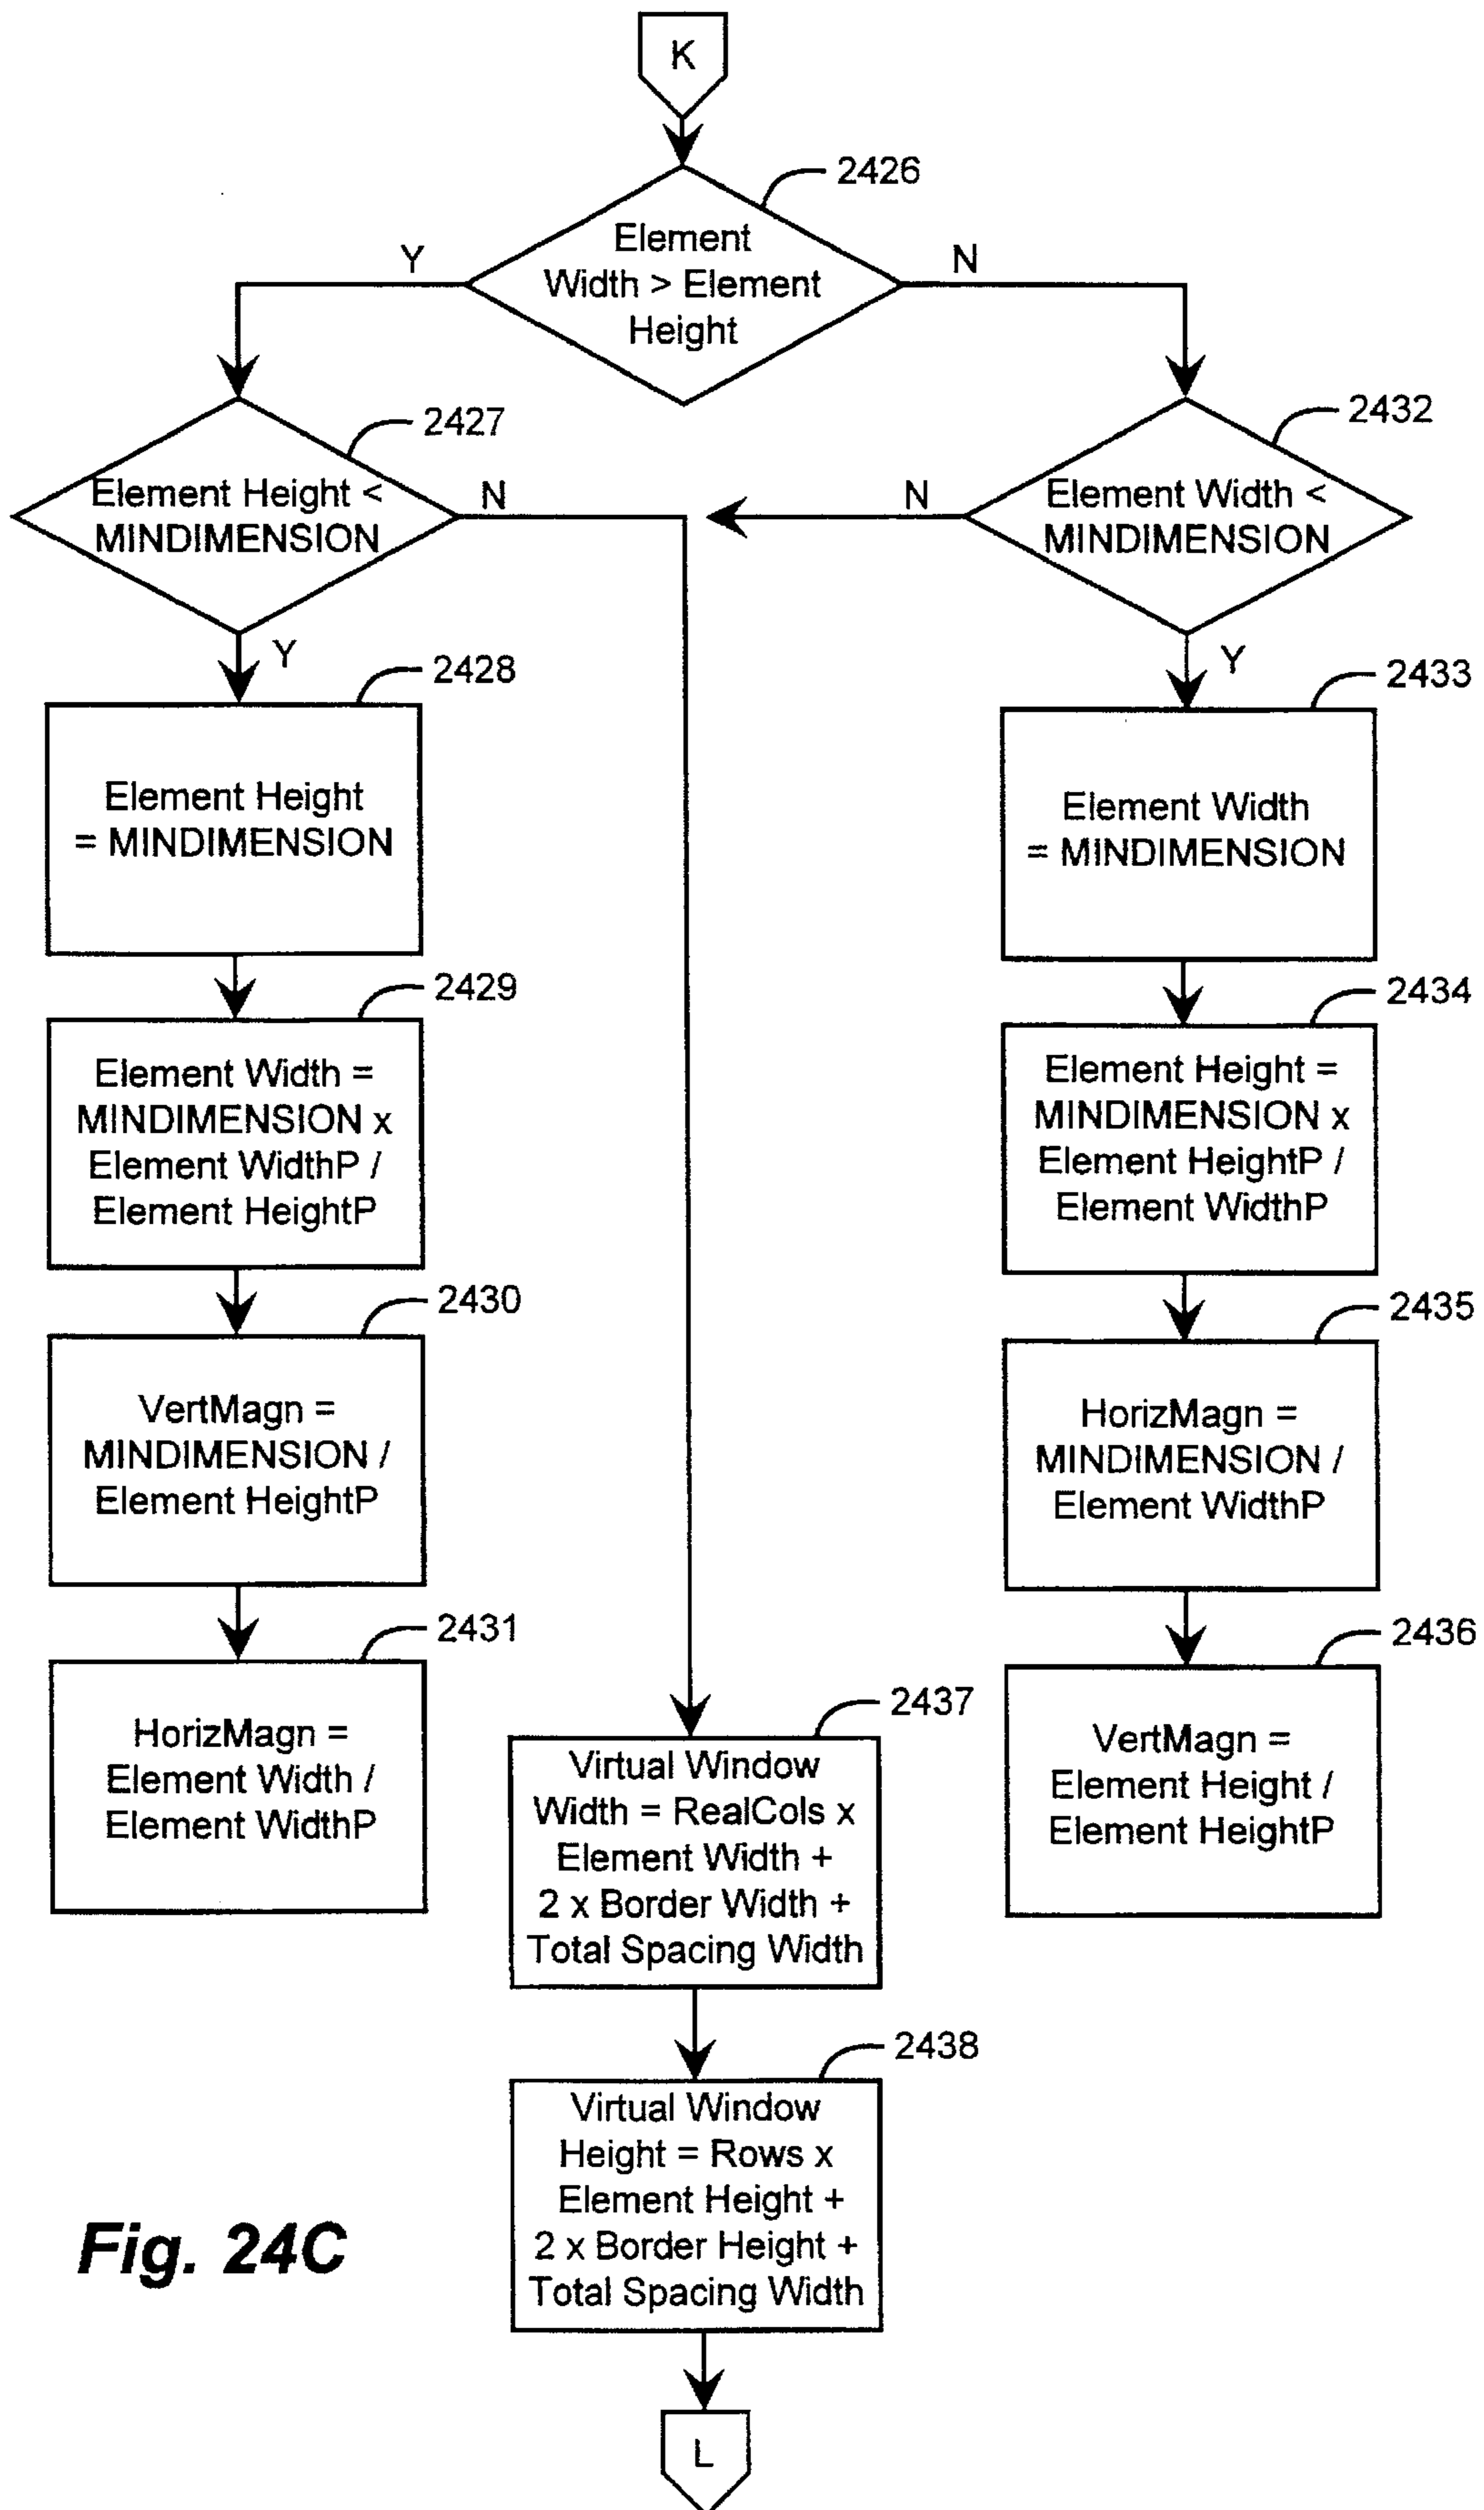 K
2426
Element
Width > Element
Height
Y
N
2427
Element Height <
MINDIMENSION
N
Y
2432
Element Width <
MINDIMENSION
N
Y
2428
Element Height
= MINDIMENSION
2429
Element Width =
MINDIMENSION x
Element WidthP /
Element HeightP
2430
VertMagn =
MINDIMENSION /
Element HeightP
2431
HorizMagn =
Element Width /
Element WidthP
2433
Element Width
= MINDIMENSION
2434
Element Height =
MINDIMENSION x
Element HeightP /
Element WidthP
2435
HorizMagn =
MINDIMENSION /
Element WidthP
2436
VertMagn =
Element Height /
Element HeightP
2437
Virtual Window
Width = RealCols x
Element Width +
2 x Border Width +
Total Spacing Width
2438
Virtual Window
Height = Rows x
Element Height +
2 x Border Height +
Total Spacing Width
L
Fig. 24C